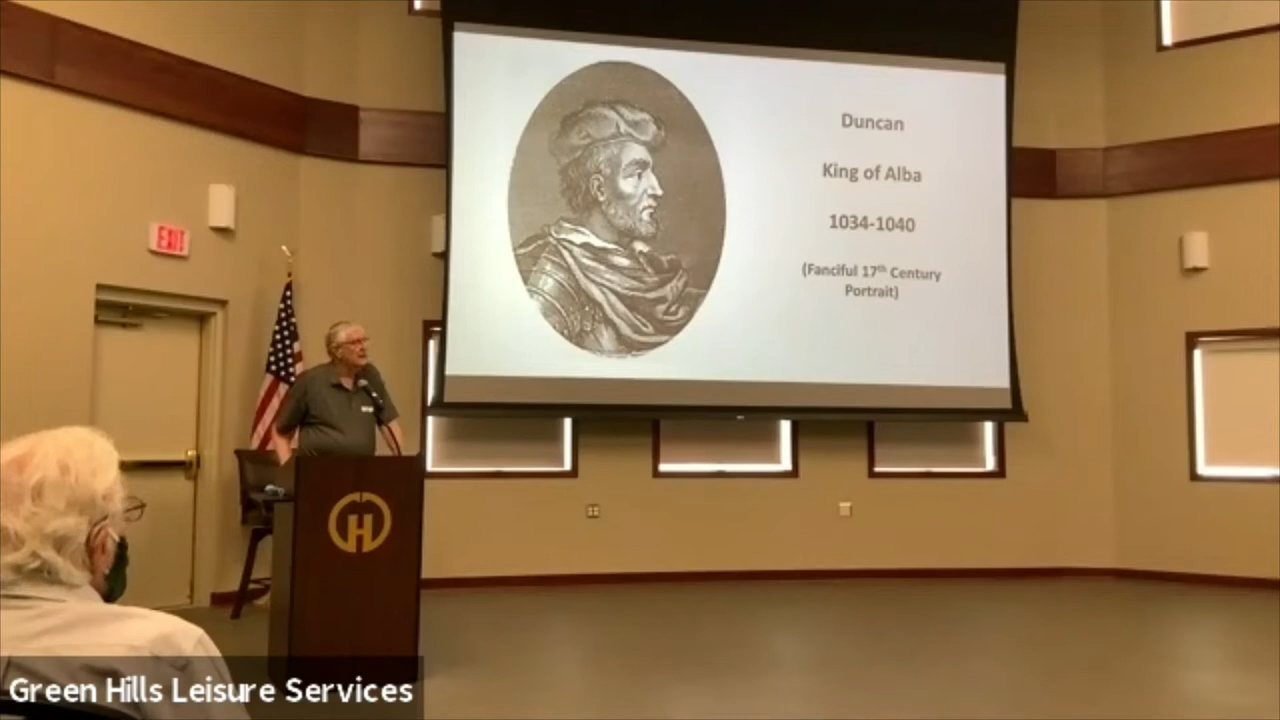 Duncan
King of Alba
1034-1040
(Fanciful 17th Century
Portrait)
EXIT
H
Green Hills Leisure Services